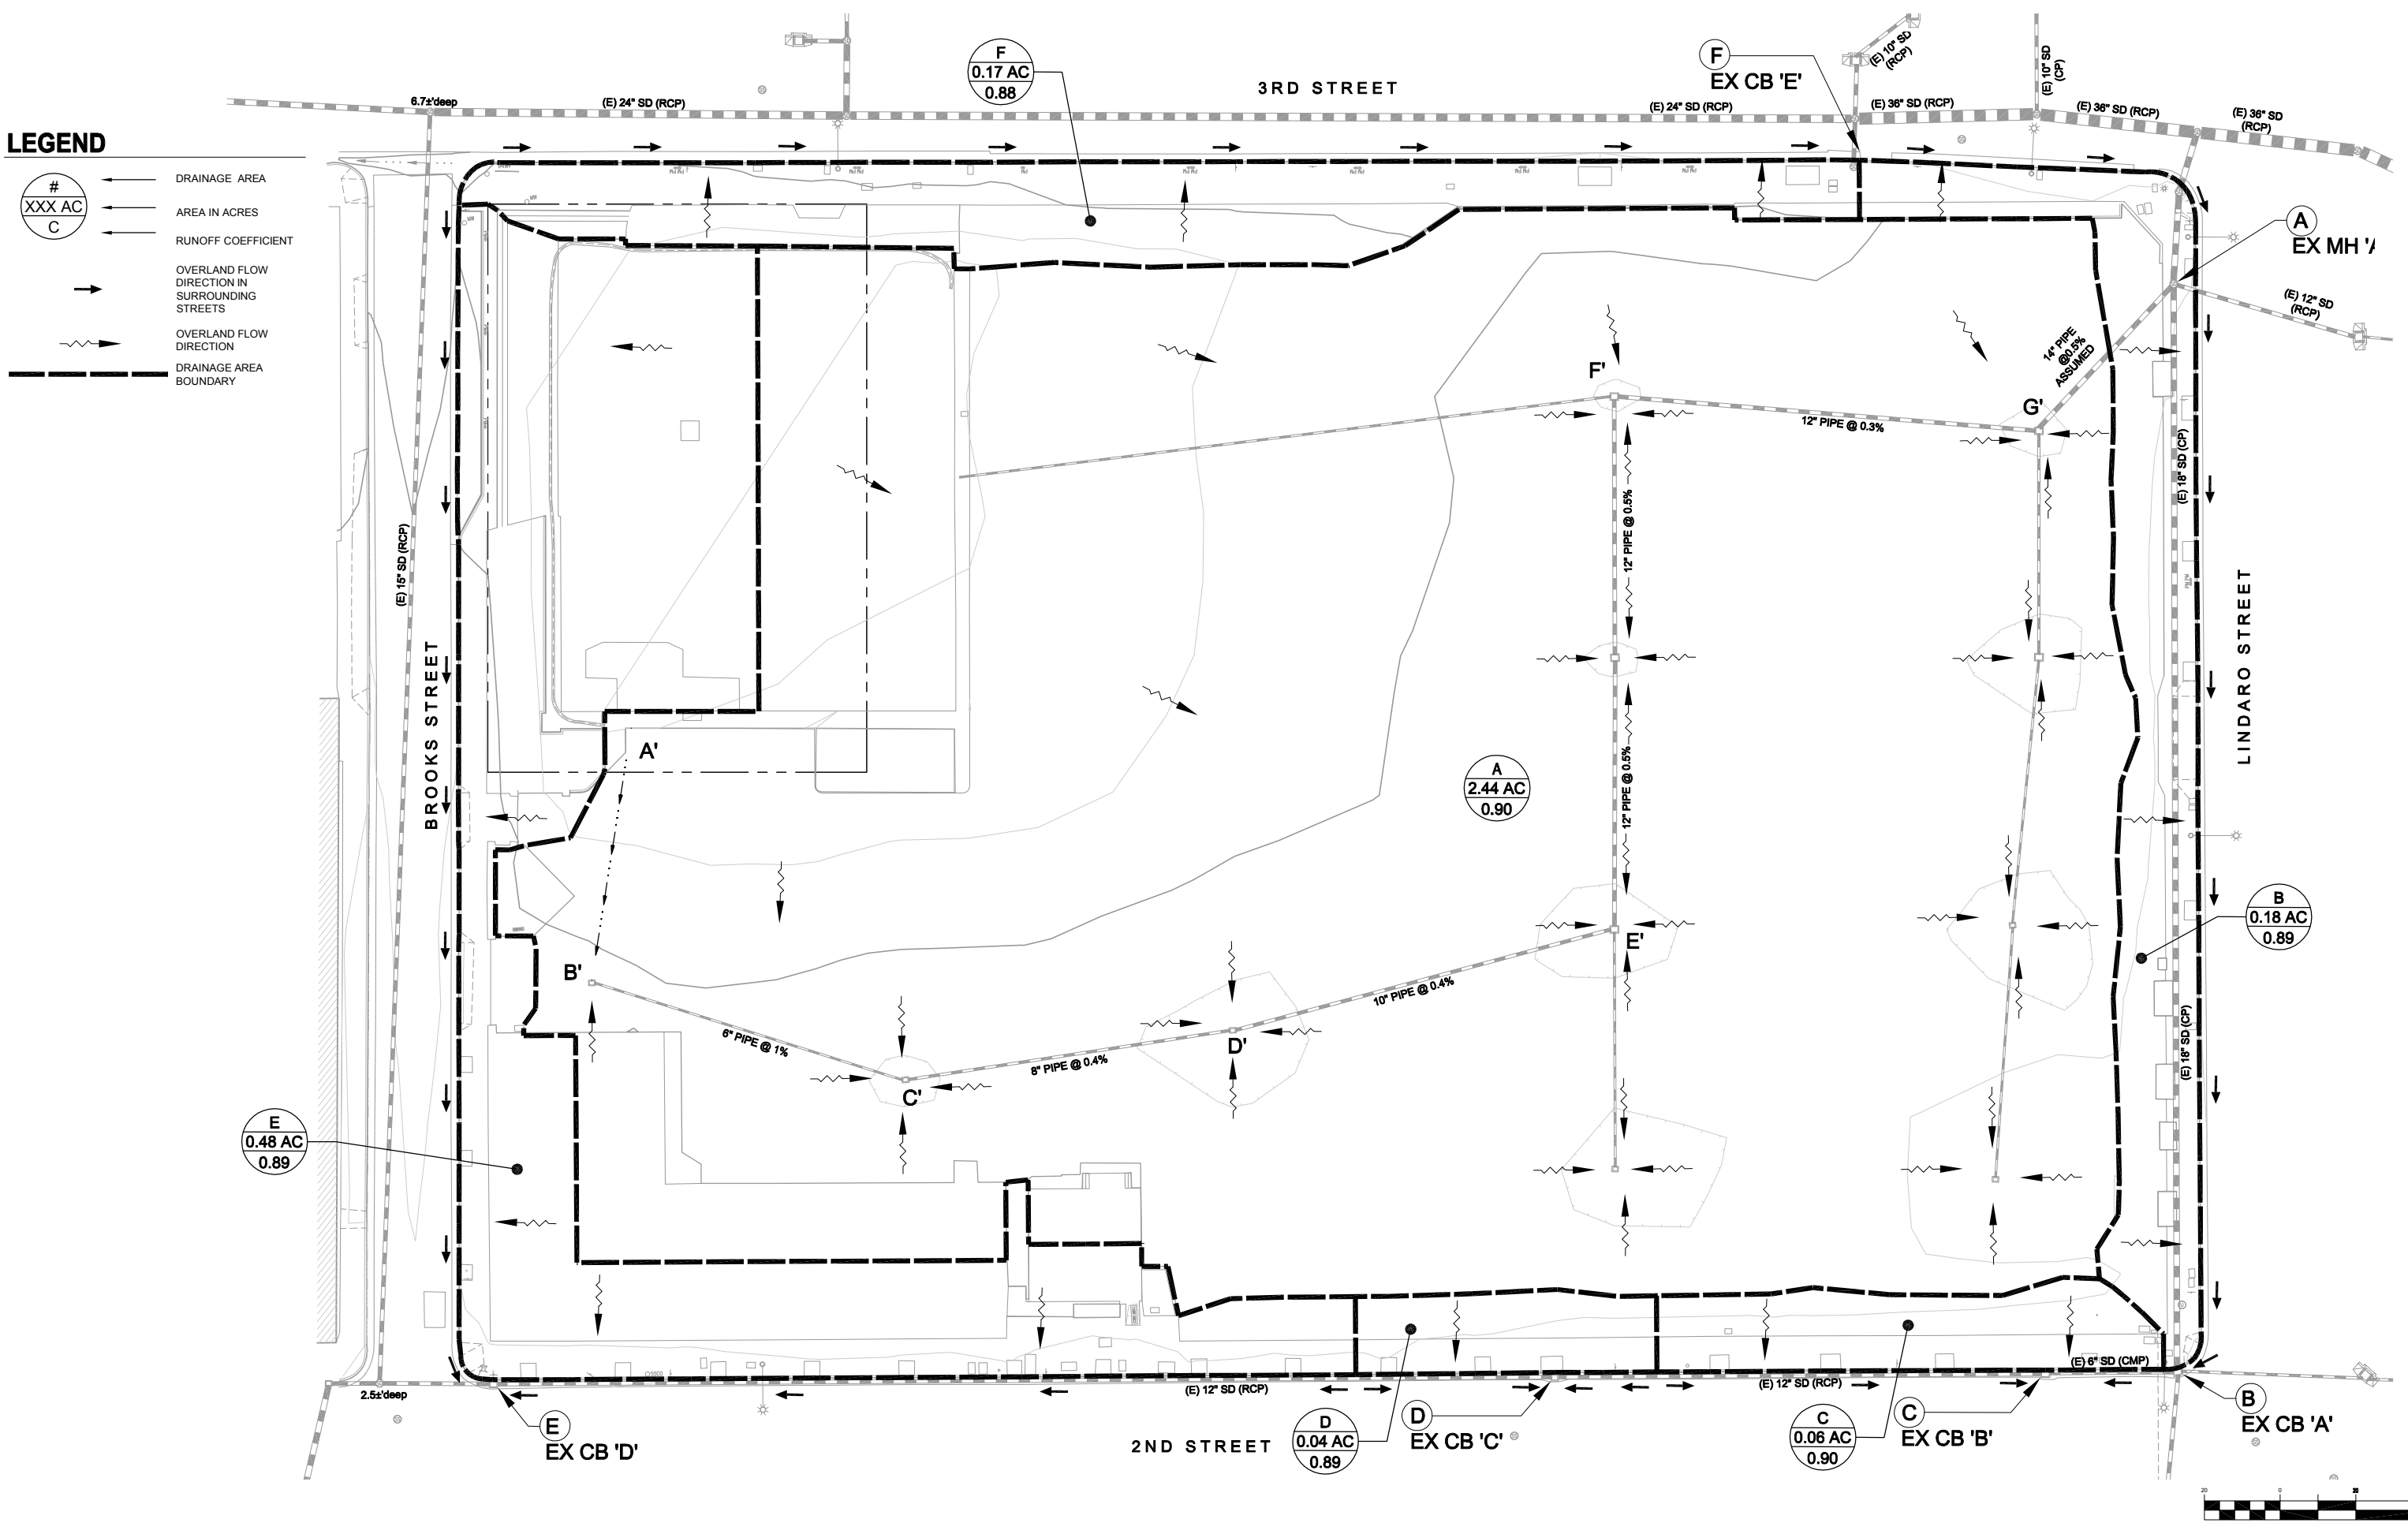 LEGEND
#
XXX AC
C
DRAINAGE AREA
AREA IN ACRES
RUNOFF COEFFICIENT
OVERLAND FLOW
DIRECTION IN
SURROUNDING
STREETS
OVERLAND FLOW
DIRECTION
DRAINAGE AREA
BOUNDARY
6.7±'deep
(E) 24" SD (RCP)
F
0.17 AC
0.88
3RD STREET
F
EX CB 'E'
(E) 24" SD (RCP)
(E) 10" SD
(RCP)
(E) 36" SD (RCP)
(E) 10" SD
(CP)
(E) 36" SD (RCP)
(E) 36" SD
(RCP)
A
EX MH 'A
(E) 12" SD
(RCP)
14" PIPE
@0.5%
ASSUMED
F'
G'
12" PIPE @ 0.3%
(E) 18" SD (CP)
12" PIPE @ 0.5%
(E) 15" SD (RCP)
BROOKS STREET
LINDARO STREET
A'
12" PIPE @ 0.5%
A
2.44 AC
0.90
B
0.18 AC
0.89
B'
E'
10" PIPE @ 0.4%
6" PIPE @ 1%
D'
8" PIPE @ 0.4%
C'
(E) 18" SD (CP)
E
0.48 AC
0.89
(E) 6" SD (CMP)
2.5±'deep
(E) 12" SD (RCP)
(E) 12" SD (RCP)
E
EX CB 'D'
2ND STREET
D
0.04 AC
0.89
D
EX CB 'C'
C
0.06 AC
0.90
C
EX CB 'B'
B
EX CB 'A'
20
0
20